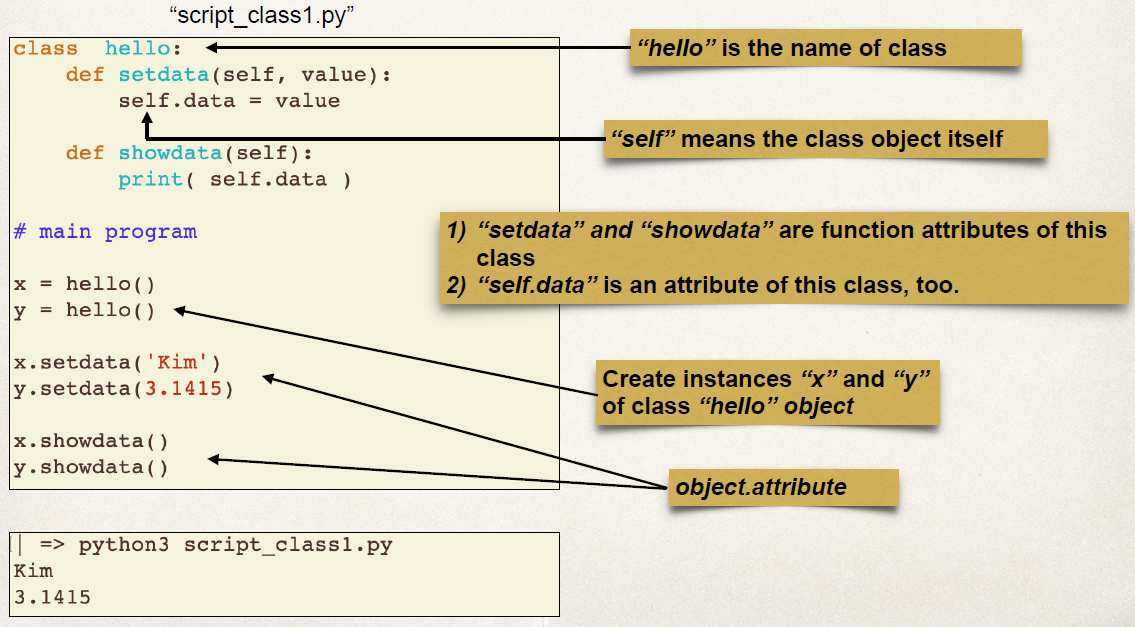 “script_class1.py”
class  hello:
    def setdata(self, value):
        self.data = value
    def showdata(self):
        print( self.data )
# main program
x = hello()
y = hello()
x.setdata('Kim')
y.setdata(3.1415)
x.showdata()
y.showdata()
“hello” is the name of class
“self” means the class object itself
1) “setdata” and “showdata” are function attributes of this
class
2) “self.data” is an attribute of this class, too.
Create instances “x” and “y”
of class “hello” object
object.attribute
| => python3 script_class1.py
Kim
3.1415